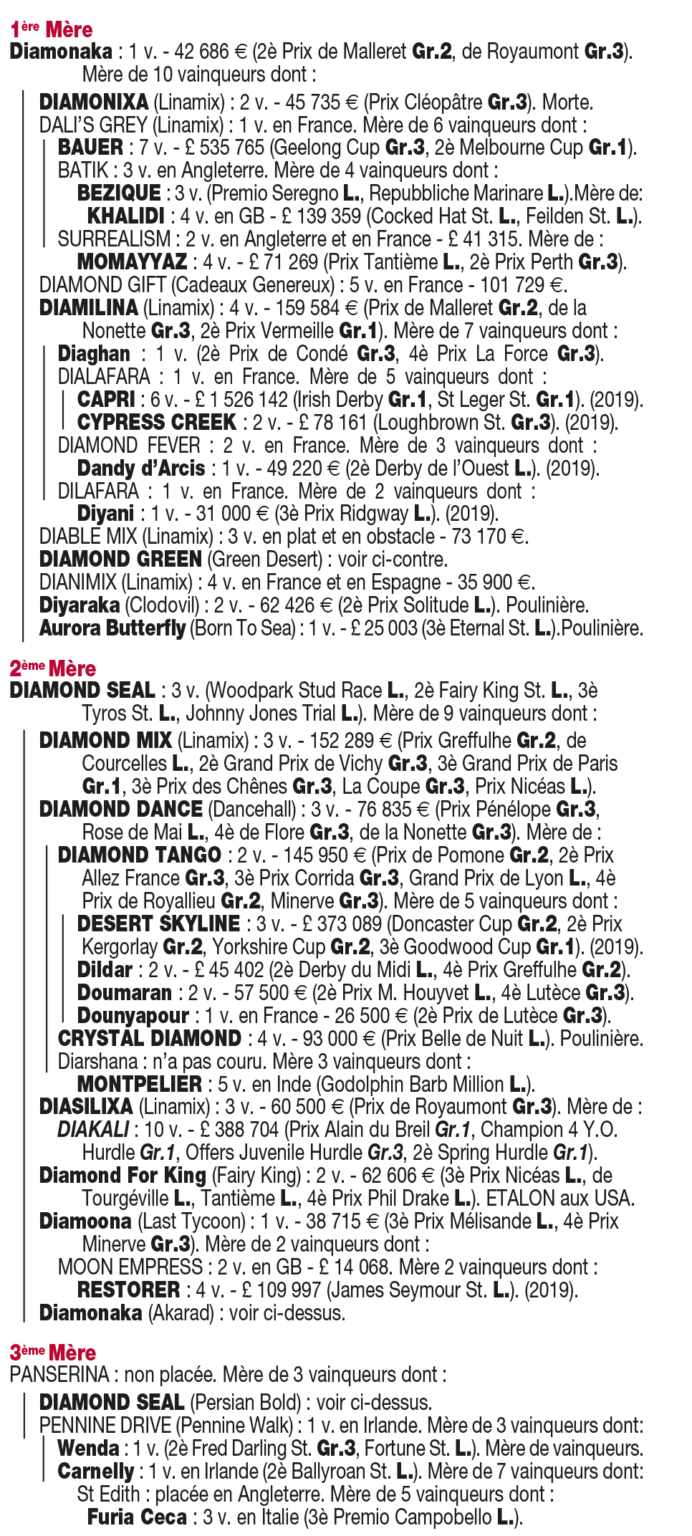 1ère Mère
Diamonaka : 1 v. - 42 686 € (2è Prix de Malleret Gr.2, de Royaumont Gr.3).
Mère de 10 vainqueurs dont :
DIAMONIXA (Linamix) : 2 v. - 45 735 € (Prix Cléopâtre Gr.3). Morte.
DALI'S GREY (Linamix) : 1 v. en France. Mère de 6 vainqueurs dont :
BAUER : 7 v. - £ 535 765 (Geelong Cup Gr.3, 2è Melbourne Cup Gr.1).
BATIK : 3 v. en Angleterre. Mère de 4 vainqueurs dont :
BEZIQUE : 3 v. (Premio Seregno L., Repubbliche Marinare L.).Mère de:
KHALIDI : 4 v. en GB - £ 139 359 (Cocked Hat St. L., Feilden St. L.).
SURREALISM : 2 v. en Angleterre et en France - £ 41 315. Mère de :
MOMAYYAZ : 4 v. - £ 71 269 (Prix Tantième L., 2è Prix Perth Gr.3).
DIAMOND GIFT (Cadeaux Genereux) : 5 v. en France - 101 729 €.
DIAMILINA (Linamix) : 4 v. - 159 584 € (Prix de Malleret Gr.2, de la
Nonette Gr.3, 2è Prix Vermeille Gr.1). Mère de 7 vainqueurs dont :
Diaghan : 1 v. (2è Prix de Condé Gr.3, 4è Prix La Force Gr.3).
DIALAFARA : 1 v. en France. Mère de 5 vainqueurs dont :
CAPRI : 6 v. - £ 1 526 142 (Irish Derby Gr.1, St Leger St. Gr.1). (2019).
CYPRESS CREEK : 2 v. - £ 78 161 (Loughbrown St. Gr.3). (2019).
DIAMOND FEVER : 2 v. en France. Mère de 3 vainqueurs dont :
Dandy d'Arcis : 1 v. - 49 220 € (2è Derby de l'Ouest L.). (2019).
DILAFARA : 1 v. en France. Mère de 2 vainqueurs dont :
Diyani : 1 v. - 31 000 € (3è Prix Ridgway L.). (2019).
DIABLE MIX (Linamix) : 3 v. en plat et en obstacle - 73 170 €.
DIAMOND GREEN (Green Desert) : voir ci-contre.
DIANIMIX (Linamix) : 4 v. en France et en Espagne - 35 900 €.
Diyaraka (Clodovil) : 2 v. - 62 426 € (2è Prix Solitude L.). Poulinière.
Aurora Butterfly (Born To Sea) : 1 v. - £ 25 003 (3è Eternal St. L.).Poulinière.
2ème Mère
DIAMOND SEAL : 3 v. (Woodpark Stud Race L., 2è Fairy King St. L., 3è
Tyros St. L., Johnny Jones Trial L.). Mère de 9 vainqueurs dont :
DIAMOND MIX (Linamix) : 3 v. - 152 289 € (Prix Greffulhe Gr.2, de
Courcelles L., 2è Grand Prix de Vichy Gr.3, 3è Grand Prix de Paris
Gr.1, 3è Prix des Chênes Gr.3, La Coupe Gr.3, Prix Nicéas L.).
DIAMOND DANCE (Dancehall) : 3 v. - 76 835 € (Prix Pénélope Gr.3,
Rose de Mai L., 4è de Flore Gr.3, de la Nonette Gr.3). Mère de :
DIAMOND TANGO : 2 v. - 145 950 € (Prix de Pomone Gr.2, 2è Prix
Allez France Gr.3, 3è Prix Corrida Gr.3, Grand Prix de Lyon L., 4è
Prix de Royallieu Gr.2, Minerve Gr.3). Mère de 5 vainqueurs dont :
DESERT SKYLINE : 3 v. - £ 373 089 (Doncaster Cup Gr.2, 2è Prix
Kergorlay Gr.2, Yorkshire Cup Gr.2, 3è Goodwood Cup Gr.1). (2019).
Dildar : 2 v. - £ 45 402 (2è Derby du Midi L., 4è Prix Greffulhe Gr.2).
Doumaran : 2 v. - 57 500 € (2è Prix M. Houyvet L., 4è Lutèce Gr.3).
Dounyapour : 1 v. en France - 26 500 € (2è Prix de Lutèce Gr.3).
CRYSTAL DIAMOND : 4 v. - 93 000 € (Prix Belle de Nuit L.). Poulinière.
Diarshana : n'a pas couru. Mère 3 vainqueurs dont :
MONTPELIER : 5 v. en Inde (Godolphin Barb Million L.).
DIASILIXA (Linamix) : 3 v. - 60 500 € (Prix de Royaumont Gr.3). Mère de :
DIAKALI : 10 v. - £ 388 704 (Prix Alain du Breil Gr.1, Champion 4 Y.O.
Hurdle Gr.1, Offers Juvenile Hurdle Gr.3, 2è Spring Hurdle Gr.1).
Diamond For King (Fairy King) : 2 v. - 62 606 € (3è Prix Nicéas L., de
Tourgéville L., Tantième L., 4è Prix Phil Drake L.). ETALON aux USA.
Diamoona (Last Tycoon) : 1 v. - 38 715 € (3è Prix Mélisande L., 4è Prix
Minerve Gr.3). Mère de 2 vainqueurs dont :
MOON EMPRESS : 2 v. en GB - £ 14 068. Mère 2 vainqueurs dont :
RESTORER : 4 v. - £ 109 997 (James Seymour St. L.). (2019).
Diamonaka (Akarad) : voir ci-dessus.
3ème Mère
PANSERINA : non placée. Mère de 3 vainqueurs dont :
DIAMOND SEAL (Persian Bold) : voir ci-dessus.
PENNINE DRIVE (Pennine Walk) : 1 v. en Irlande. Mère de 3 vainqueurs dont:
Wenda : 1 v. (2è Fred Darling St. Gr.3, Fortune St. L.). Mère de vainqueurs.
Carnelly : 1 v. en Irlande (2è Ballyroan St. L.). Mère de 7 vainqueurs dont:
St Edith : placée en Angleterre. Mère de 5 vainqueurs dont :
Furia Ceca : 3 v. en Italie (3è Premio Campobello L.).